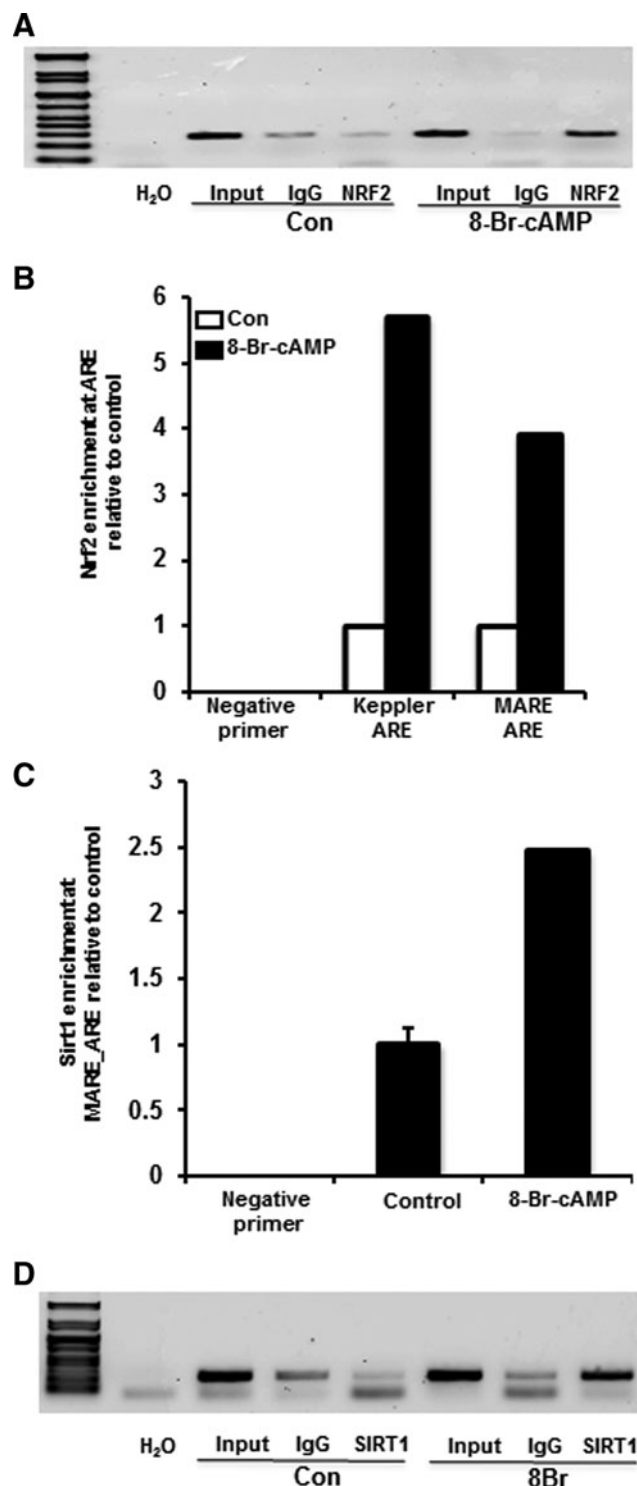 A
H₂O Input IgG NRF2 Input IgG NRF2
Con 8-Br-cAMP
B
Nrf2 enrichment at ARE
relative to control
6
5
4
3
2
1
0
Con
8-Br-cAMP
Negative primer
Keppler ARE
MARE ARE
C
Sirt1 enrichment at
MARE_ARE relative to control
3
2.5
2
1.5
1
0.5
0
Negative primer
Control
8-Br-cAMP
D
H₂O Input IgG SIRT1 Input IgG SIRT1
Con 8Br